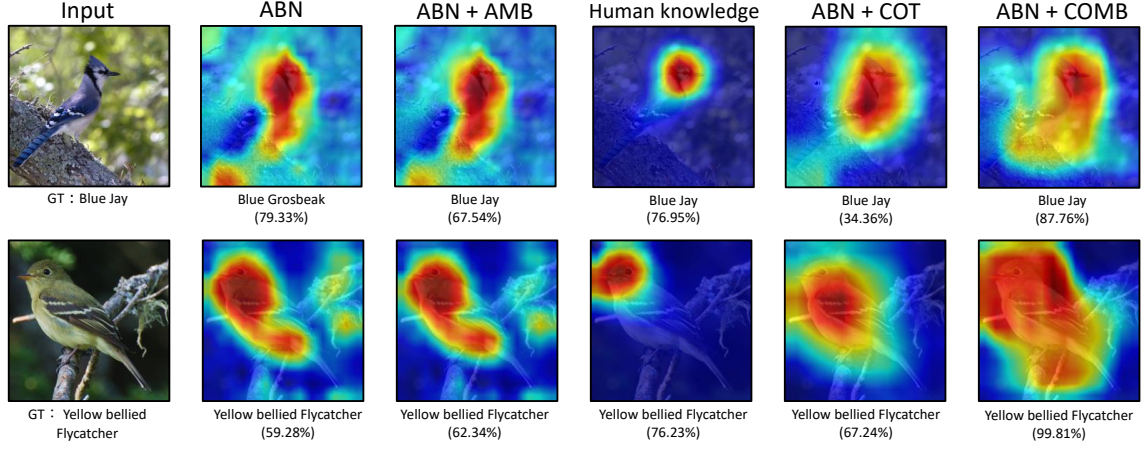 Input
ABN
ABN + AMB
Human knowledge
ABN + COT
ABN + COMB
GT：Blue Jay
Blue Grosbeak
(79.33%)
Blue Jay
(67.54%)
Blue Jay
(76.95%)
Blue Jay
(34.36%)
Blue Jay
(87.76%)
GT： Yellow bellied
Flycatcher
Yellow bellied Flycatcher
(59.28%)
Yellow bellied Flycatcher
(62.34%)
Yellow bellied Flycatcher
(76.23%)
Yellow bellied Flycatcher
(67.24%)
Yellow bellied Flycatcher
(99.81%)